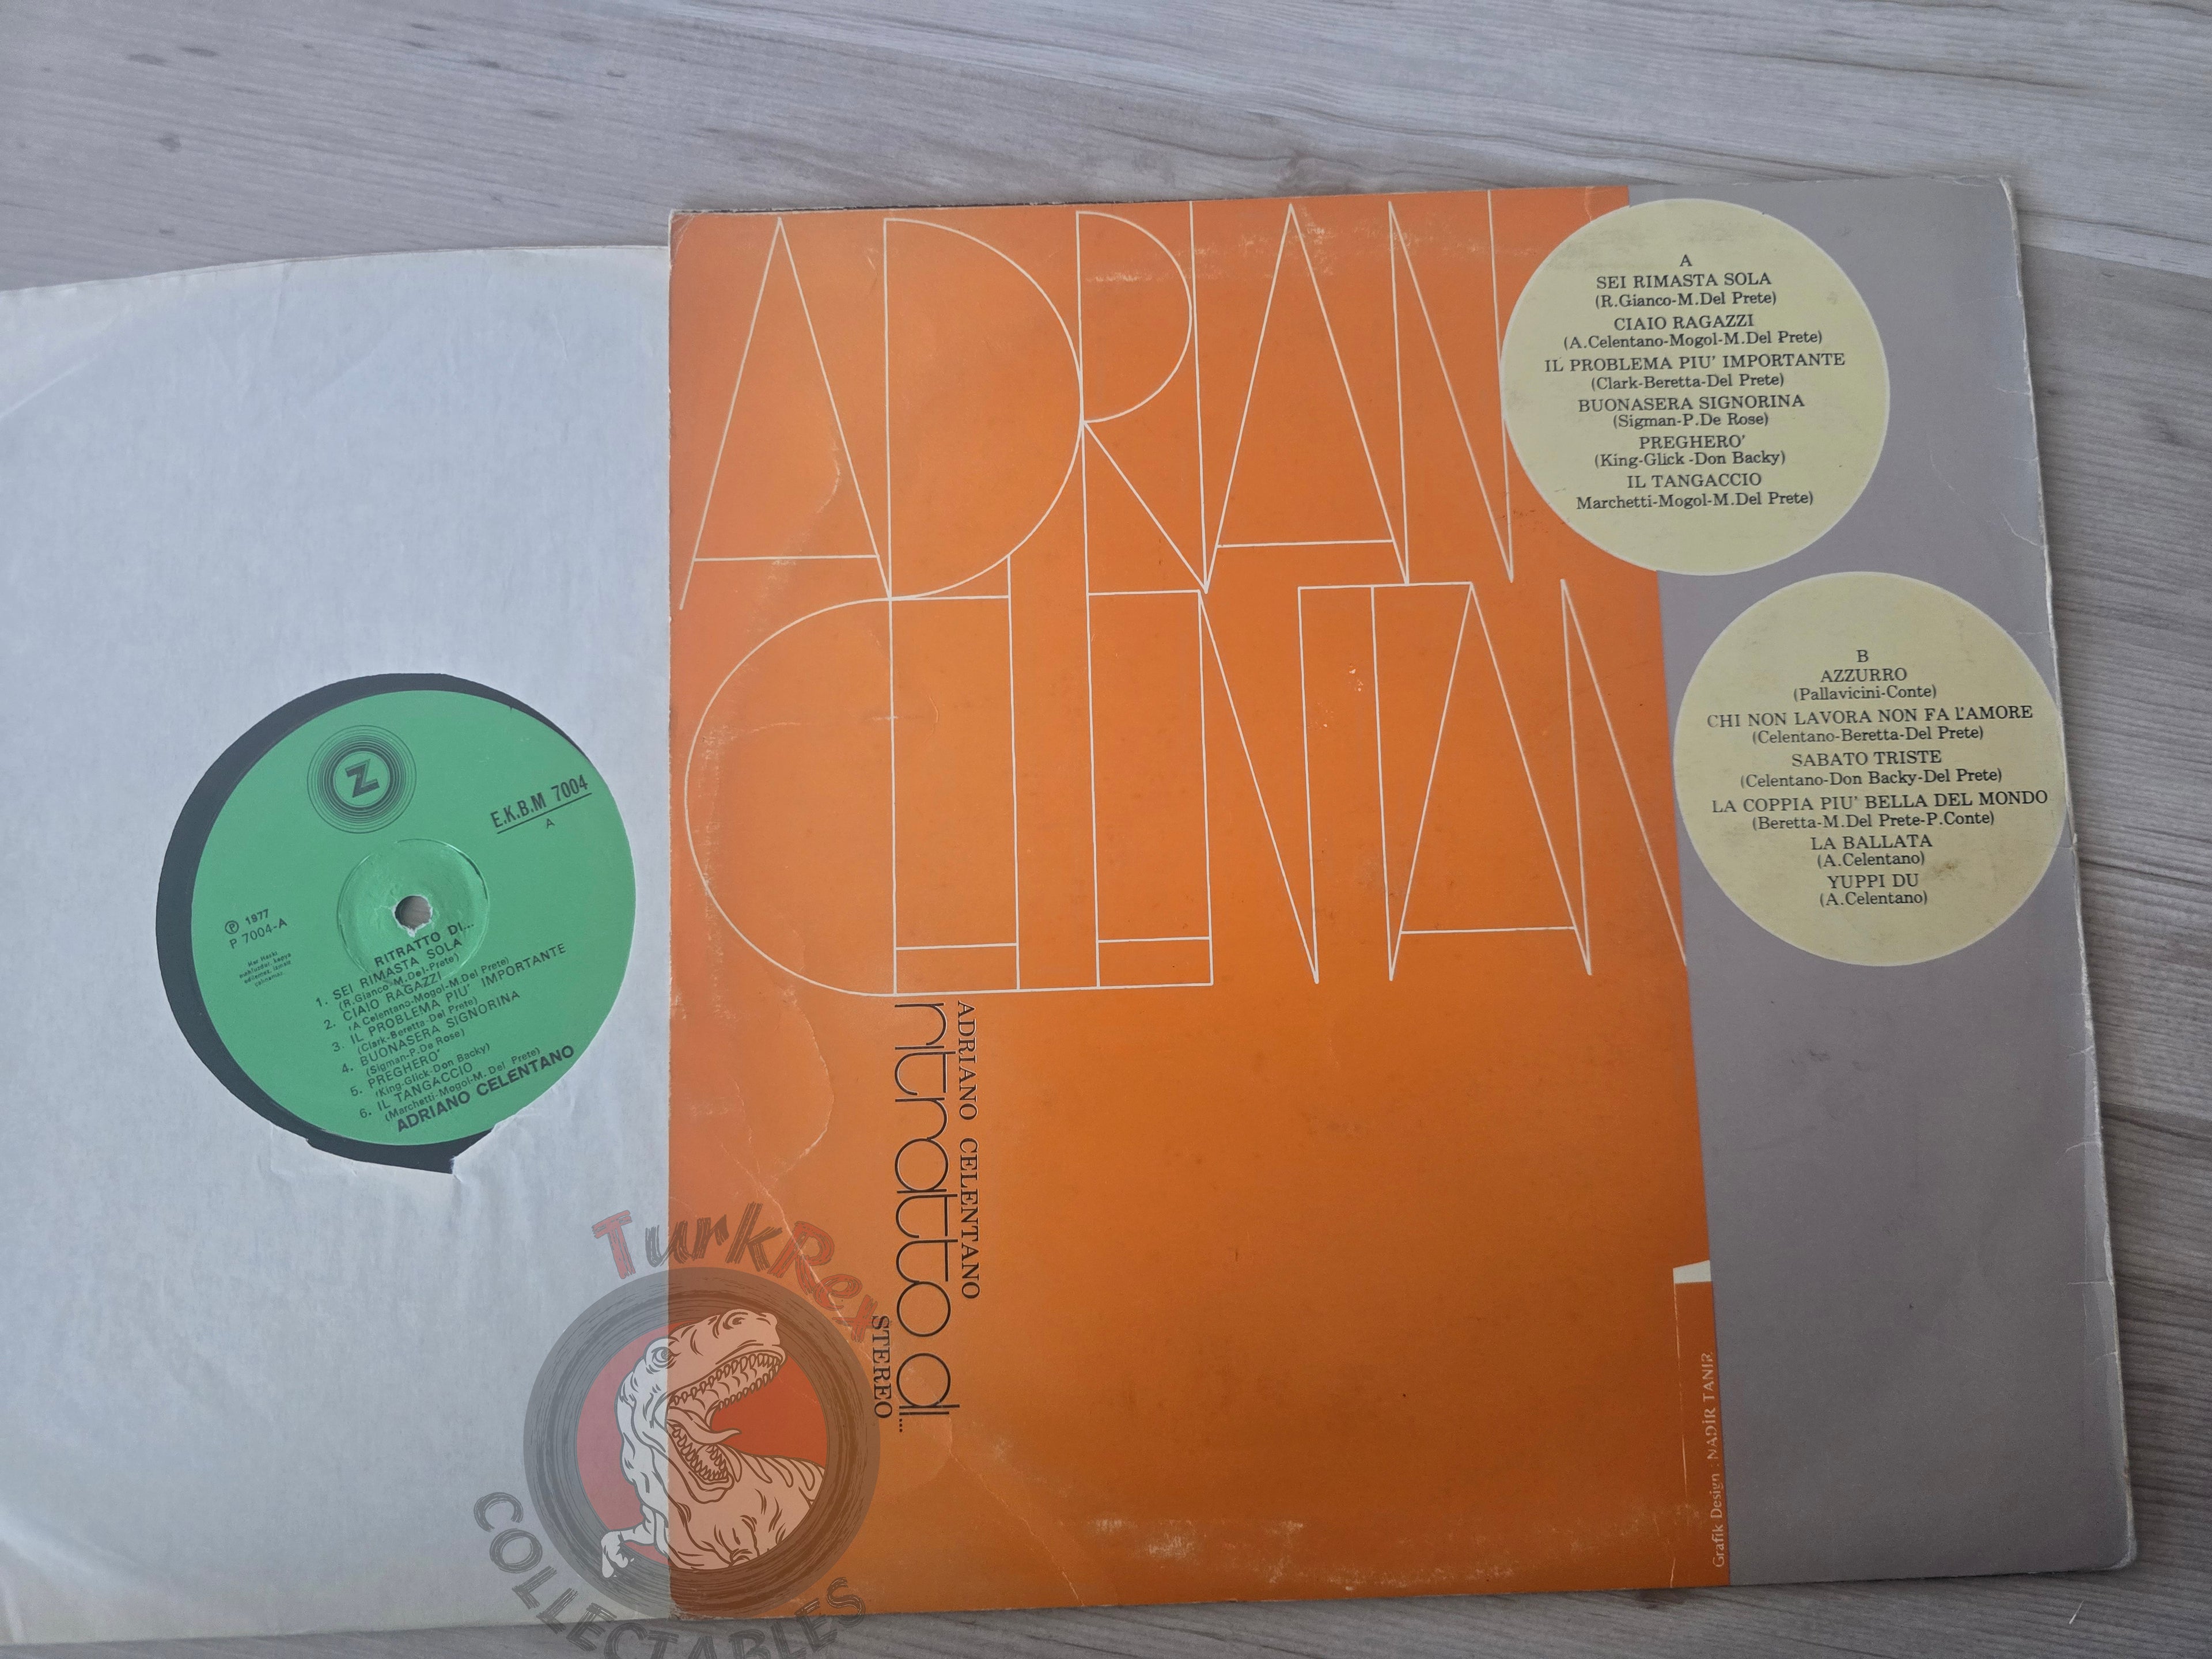 ADRIAN
CELENTAN
A
SEI RIMASTA SOLA
(R.Gianco-M.Del Prete)
CIAIO RAGAZZI
(A.Celentano-Mogol-M.Del Prete)
IL PROBLEMA PIU' IMPORTANTE
(Clark-Beretta-Del Prete)
BUONASERA SIGNORINA
(Sigman-P.De Rose)
PREGHERO'
(King-Glick-Don Backy)
IL TANGACCIO
Marchetti-Mogol-M.Del Prete)
B
AZZURRO
(Pallavicini-Conte)
CHI NON LAVORA NON FA L'AMORE
(Celentano-Beretta-Del Prete)
SABATO TRISTE
(Celentano-Don Backy-Del Prete)
LA COPPIA PIU' BELLA DEL MONDO
(Beretta-M.Del Prete-P.Conte)
LA BALLATA
(A.Celentano)
YUPPI DU
(A.Celentano)
ADRIANO CELENTANO
ritratto di...
STEREO
Grafik Design : NADİR TANIR
Z
E.K.B.M 7004
A
℗ 1977
P 7004-A
RITRATTO DI...
1. SEI RIMASTA SOLA
(R.Gianco-M.Del-Prete)
2. CIAIO RAGAZZI
(A.Celentano-Mogol-M.Del Prete)
3. IL PROBLEMA PIU' IMPORTANTE
(Clark-Beretta-Del Prete)
4. BUONASERA SIGNORINA
(Sigman-P.De Rose)
5. PREGHERO'
(King-Glick-Don Backy)
6. IL TANGACCIO
(Marchetti-Mogol-M.Del Prete)
ADRIANO CELENTANO
TurkRex
COLLECTABLES